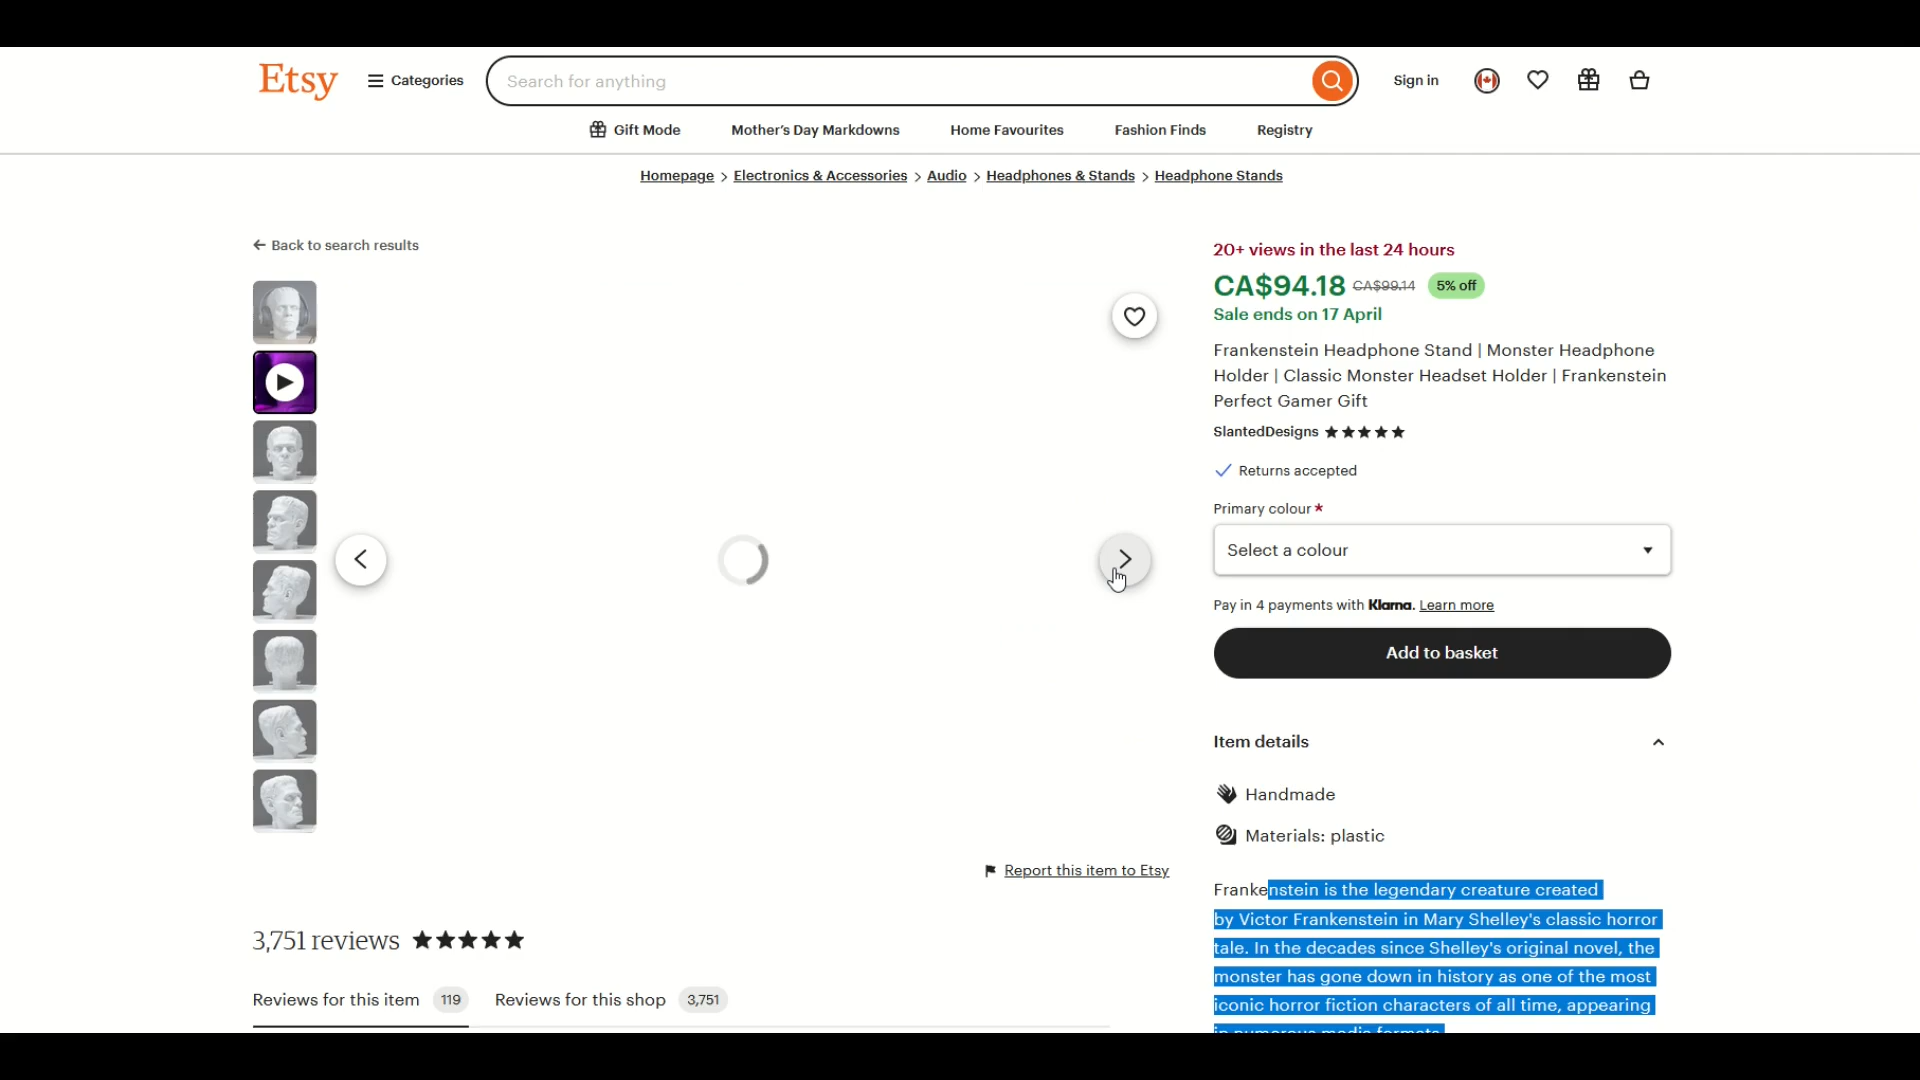 Etsy
Categories
Search for anything
Sign in
Gift Mode
Mother's Day Markdowns
Home Favourites
Fashion Finds
Registry
Homepage > Electronics & Accessories > Audio > Headphones & Stands > Headphone Stands
Back to search results
20+ views in the last 24 hours
CA$94.18 CA$99.14 5% off
Sale ends on 17 April
Frankenstein Headphone Stand | Monster Headphone
Holder | Classic Monster Headset Holder | Frankenstein
Perfect Gamer Gift
SlantedDesigns
Returns accepted
Primary colour *
Select a colour
Pay in 4 payments with Klarna. Learn more
Add to basket
Item details
Handmade
Materials: plastic
Report this item to Etsy
Frankenstein is the legendary creature created
by Victor Frankenstein in Mary Shelley's classic horror
tale. In the decades since Shelley's original novel, the
monster has gone down in history as one of the most
iconic horror fiction characters of all time, appearing
in numerous media formats.
3,751 reviews
Reviews for this item 119
Reviews for this shop 3,751